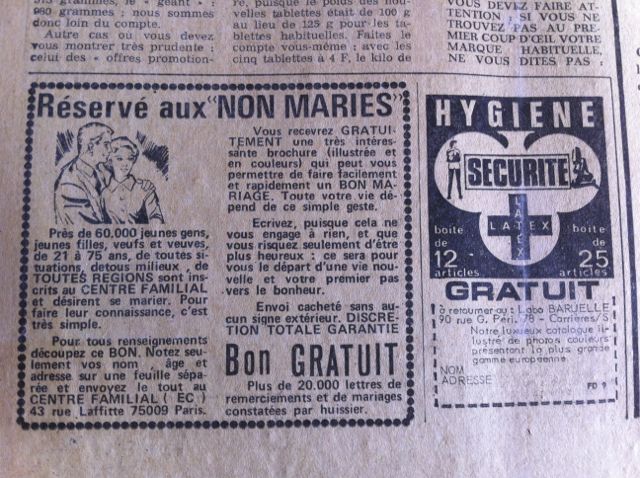 980 grammes ; nous sommes
donc loin du compte.
Autre cas où vous devez
vous montrer très prudente :
celui des « offres promotion-
re, puisque le poids des nou-
velles tablettes était de 100 g
au lieu de 125 g pour les ta-
blettes habituelles. Faites le
compte vous-même : avec les
cinq tablettes à 4 F, le kilo de
VOUS DEVEZ FAIRE AT-
TENTION : SI VOUS NE
TROUVEZ PAS AU PRE-
MIER COUP D'ŒIL VOTRE
MARQUE HABITUELLE,
NE VOUS DITES PAS :
Réservé aux "NON MARIES"
Vous recevrez GRATUI-
TEMENT une très intéres-
sante brochure (illustrée et
en couleurs) qui peut vous
permettre de faire facilement
et rapidement un BON MA-
RIAGE. Toute votre vie dé-
pend de ce simple geste.
Ecrivez, puisque cela ne
vous engage à rien, et que
vous risquez seulement d'être
plus heureux : ce sera pour
vous le départ d'une vie nou-
velle et votre premier pas
vers le bonheur.
Envoi cacheté sans au-
cun signe extérieur. DISCRE-
TION TOTALE GARANTIE
Près de 60.000 jeunes gens,
jeunes filles, veufs et veuves,
de 21 à 75 ans, de toutes si-
tuations, detous milieux , de
TOUTES REGIONS sont ins-
crits au CENTRE FAMILIAL
et désirent se marier. Pour
faire leur connaissance, c'est
très simple.
Pour tous renseignements
découpez ce BON. Notez seu-
lement vos nom , âge et
adresse sur une feuille sépa-
rée et envoyez le tout au
CENTRE FAMILIAL ( EC )
43 rue Laffitte 75009 Paris.
Bon GRATUIT
Plus de 20.000 lettres de
remerciements et de mariages
constatées par huissier.
HYGIENE
SECURITE
LATEX
LATEX
boite
de
12
articles
boite
de
25
articles
GRATUIT
à retourner au : Labo BARUELLE
90 rue G. Péri. 78 - Carrières/S
Notre luxueux catalogue il-
lustré de photos couleurs
présentant la plus grande
gamme européenne.
NOM
ADRESSE
FD 9